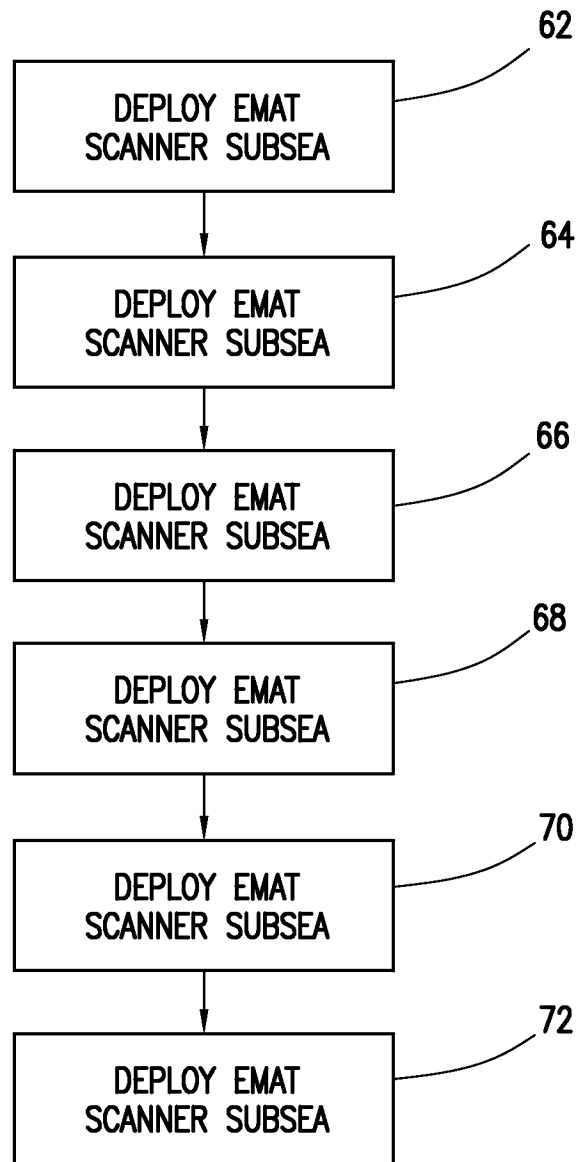 62
DEPLOY EMAT
SCANNER SUBSEA
64
DEPLOY EMAT
SCANNER SUBSEA
66
DEPLOY EMAT
SCANNER SUBSEA
68
DEPLOY EMAT
SCANNER SUBSEA
70
DEPLOY EMAT
SCANNER SUBSEA
72
DEPLOY EMAT
SCANNER SUBSEA